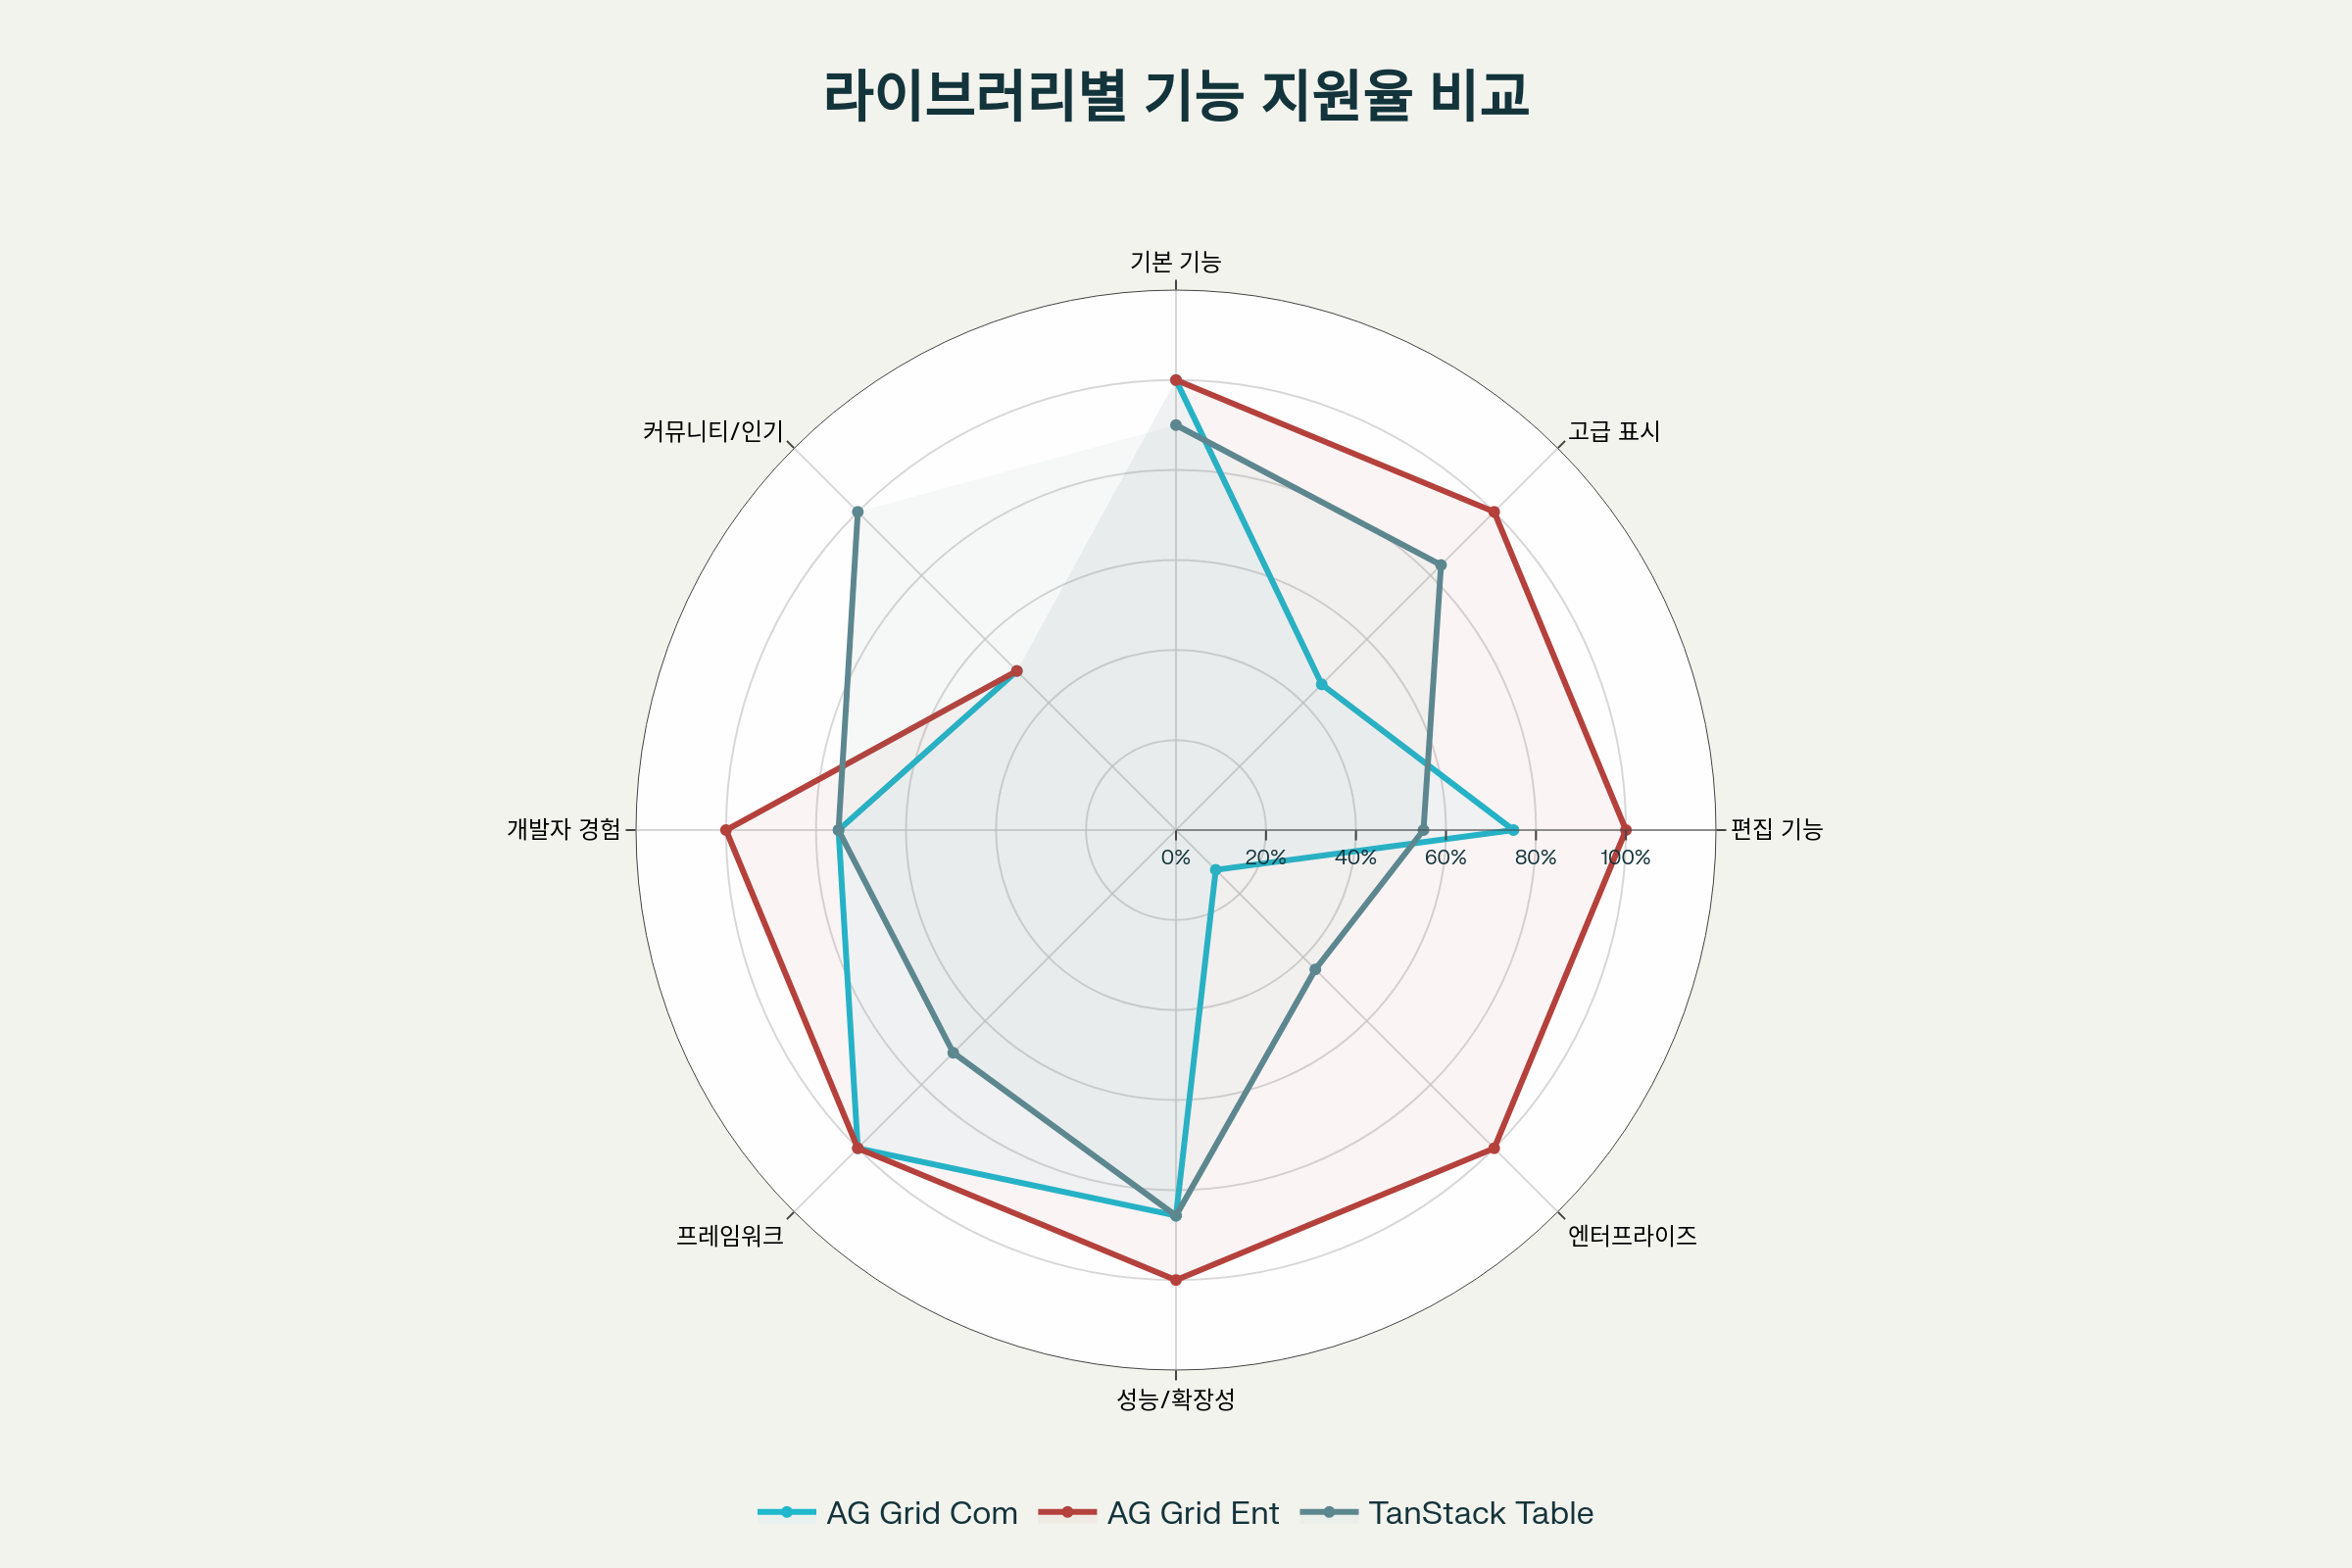 라이브러리별 기능 지원율 비교
기본 기능
커뮤니티/인기
고급 표시
개발자 경험
편집 기능
0% 20% 40% 60% 80% 100%
프레임워크
엔터프라이즈
성능/확장성
AG Grid Com AG Grid Ent TanStack Table